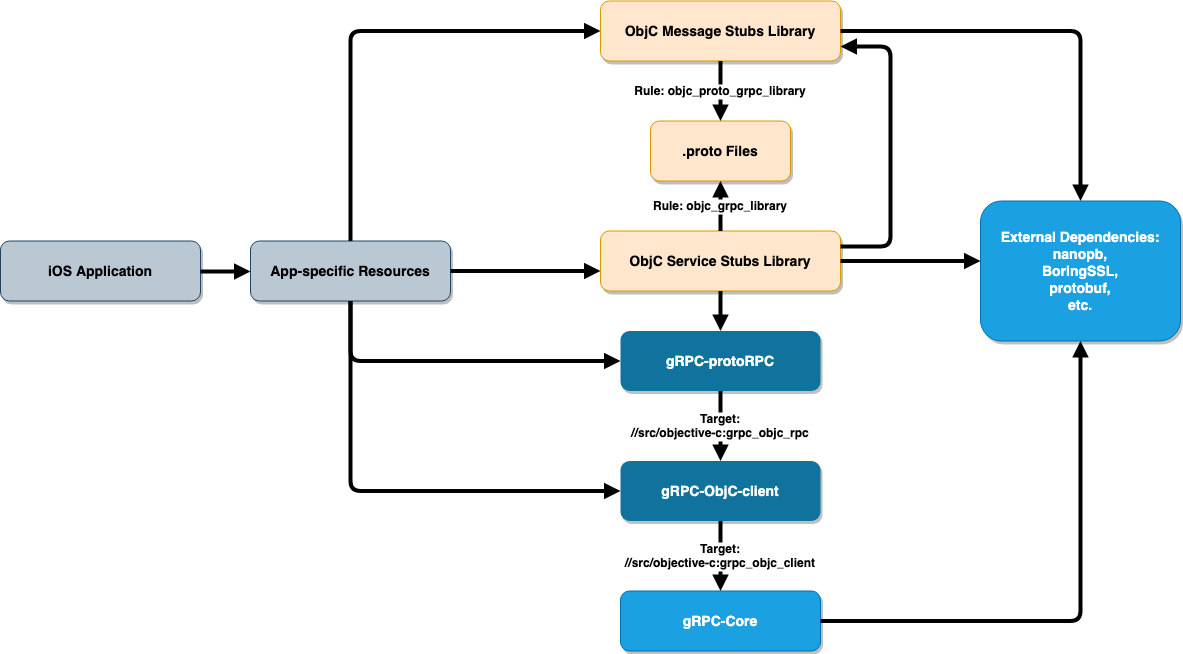 ObjC Message Stubs Library
Rule: objc_proto_grpc_library
.proto Files
Rule: objc_grpc_library
iOS Application
App-specific Resources
ObjC Service Stubs Library
External Dependencies:
nanopb,
BoringSSL,
protobuf,
etc.
gRPC-protoRPC
Target:
//src/objective-c:grpc_objc_rpc
gRPC-ObjC-client
Target:
//src/objective-c:grpc_objc_client
gRPC-Core